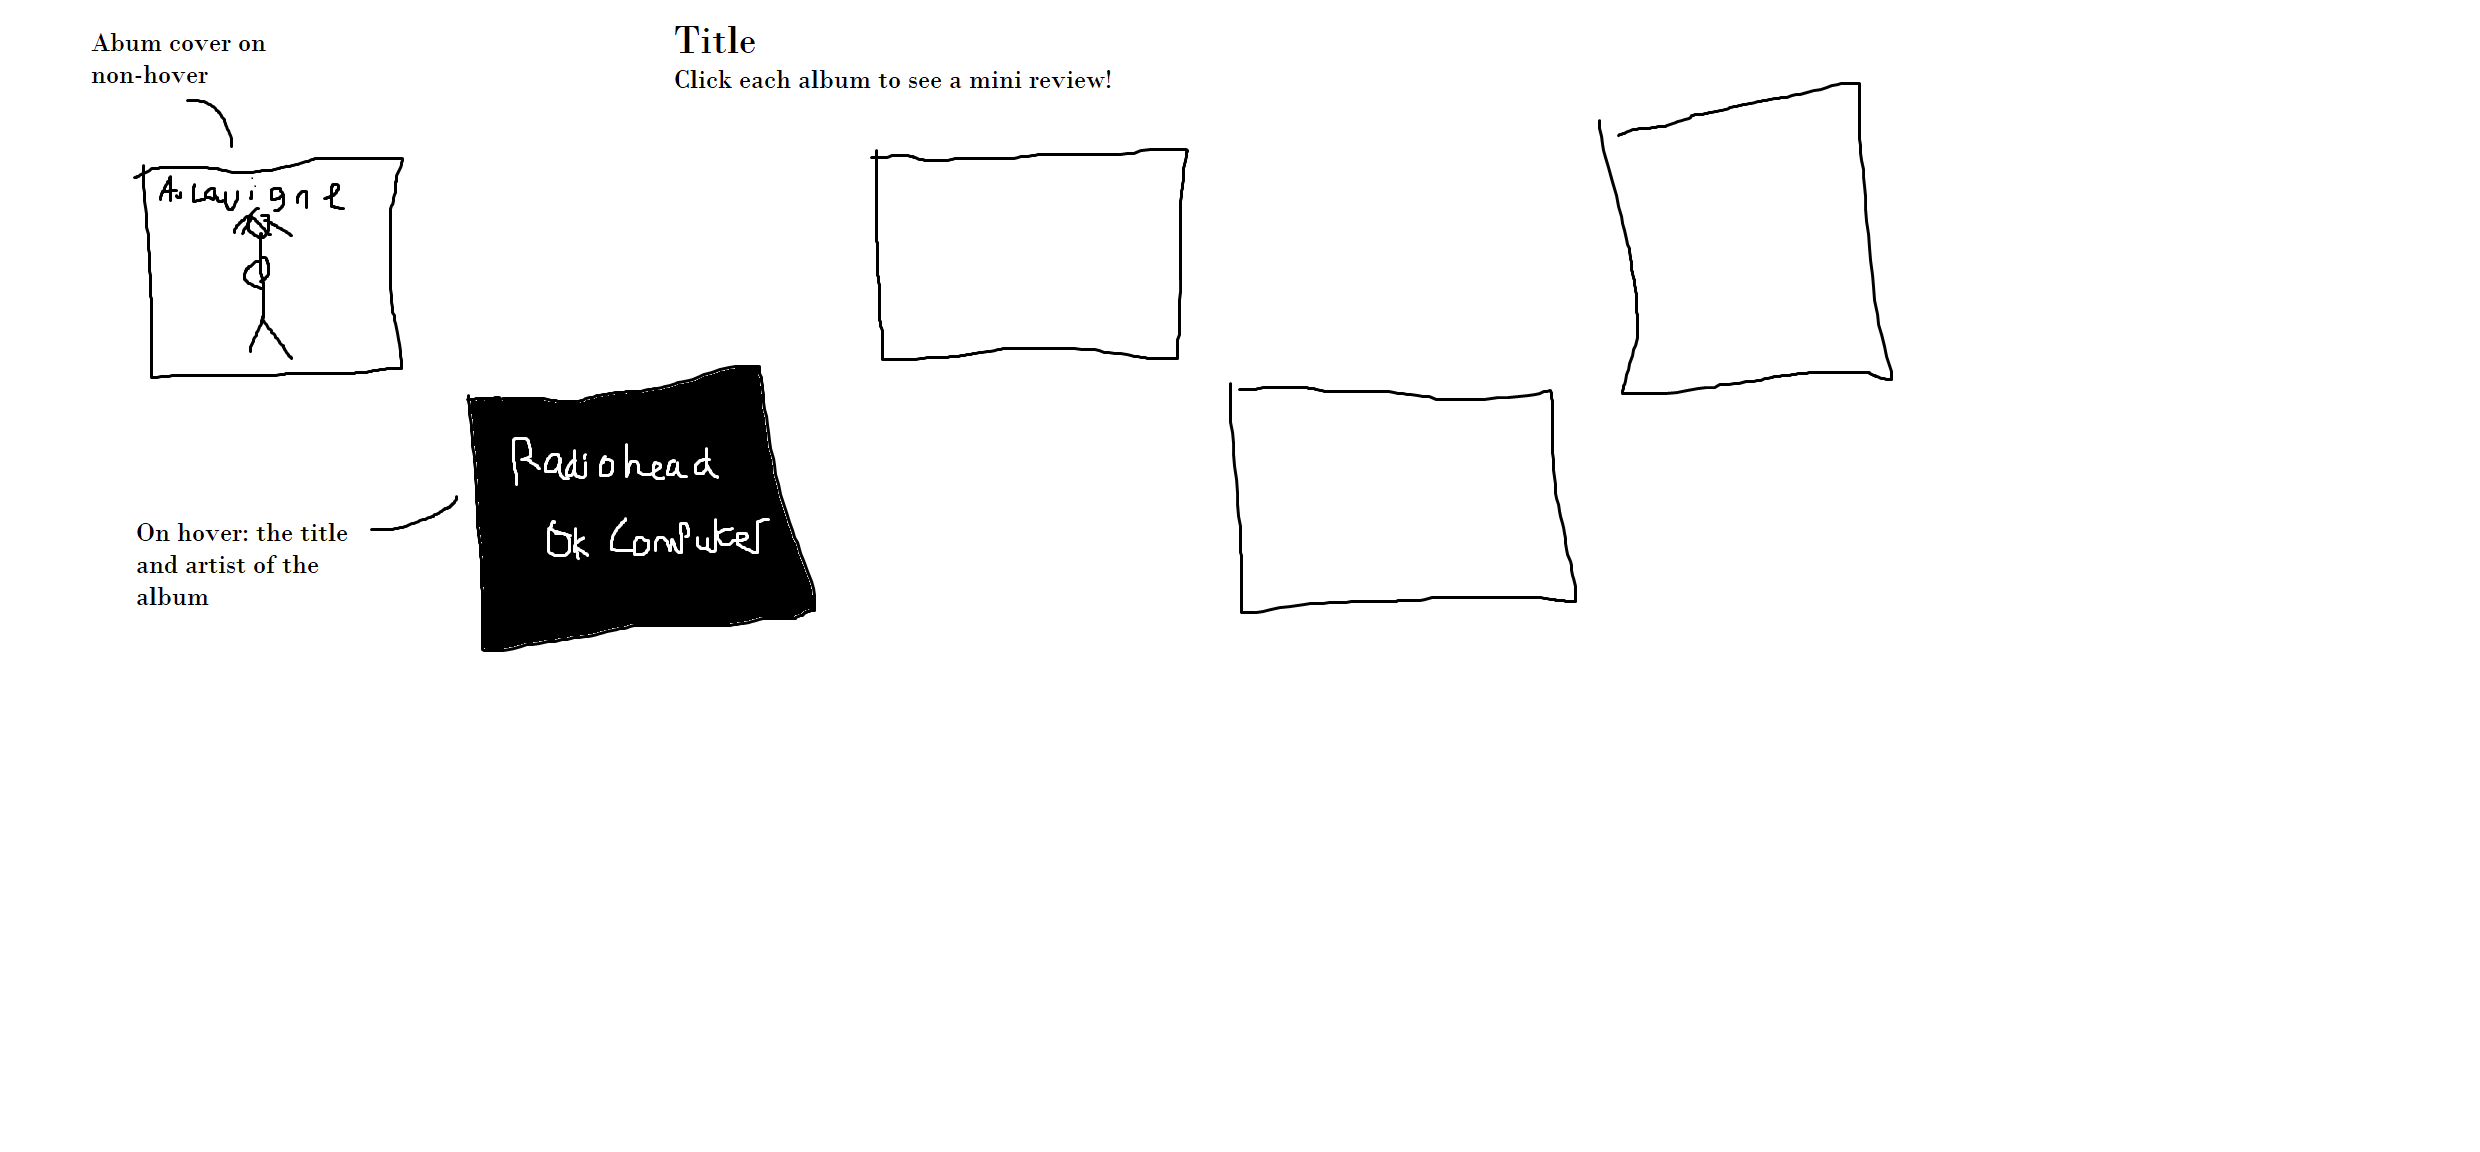 Abum cover on
non-hover
Title
Click each album to see a mini review!
A. Lavigne
Radiohead
Ok Computer
On hover: the title
and artist of the
album